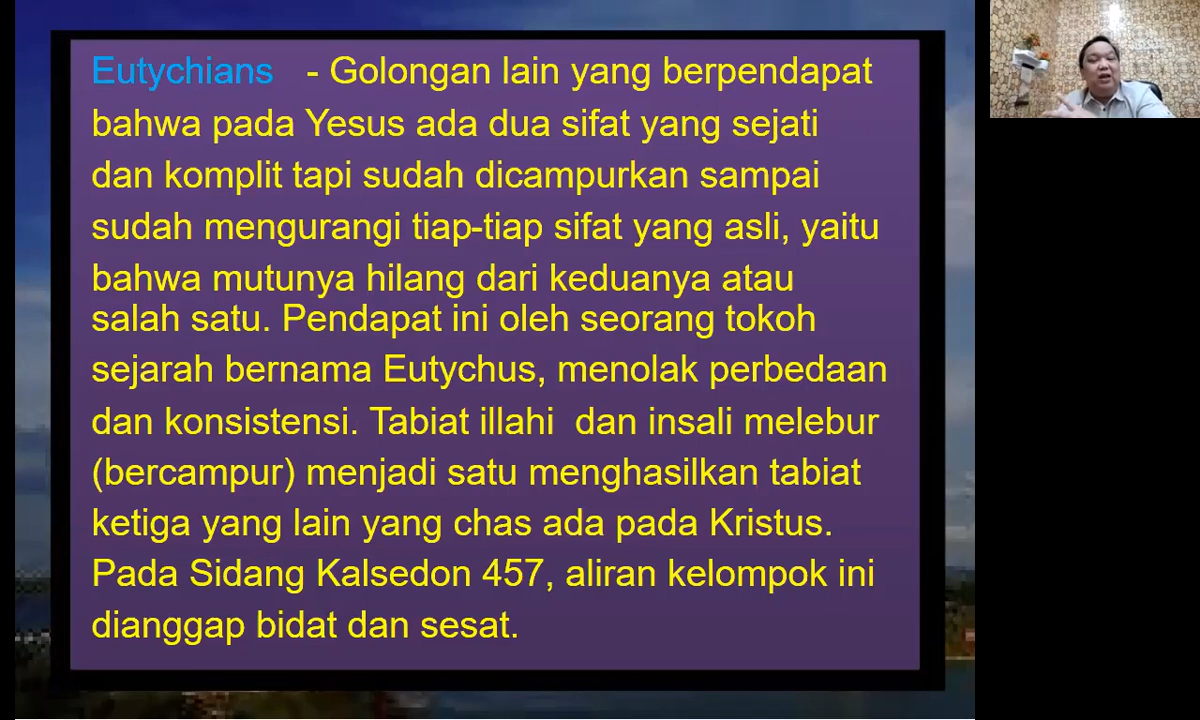 Eutychians - Golongan lain yang berpendapat
bahwa pada Yesus ada dua sifat yang sejati
dan komplit tapi sudah dicampurkan sampai
sudah mengurangi tiap-tiap sifat yang asli, yaitu
bahwa mutunya hilang dari keduanya atau
salah satu. Pendapat ini oleh seorang tokoh
sejarah bernama Eutychus, menolak perbedaan
dan konsistensi. Tabiat illahi dan insali melebur
(bercampur) menjadi satu menghasilkan tabiat
ketiga yang lain yang chas ada pada Kristus.
Pada Sidang Kalsedon 457, aliran kelompok ini
dianggap bidat dan sesat.